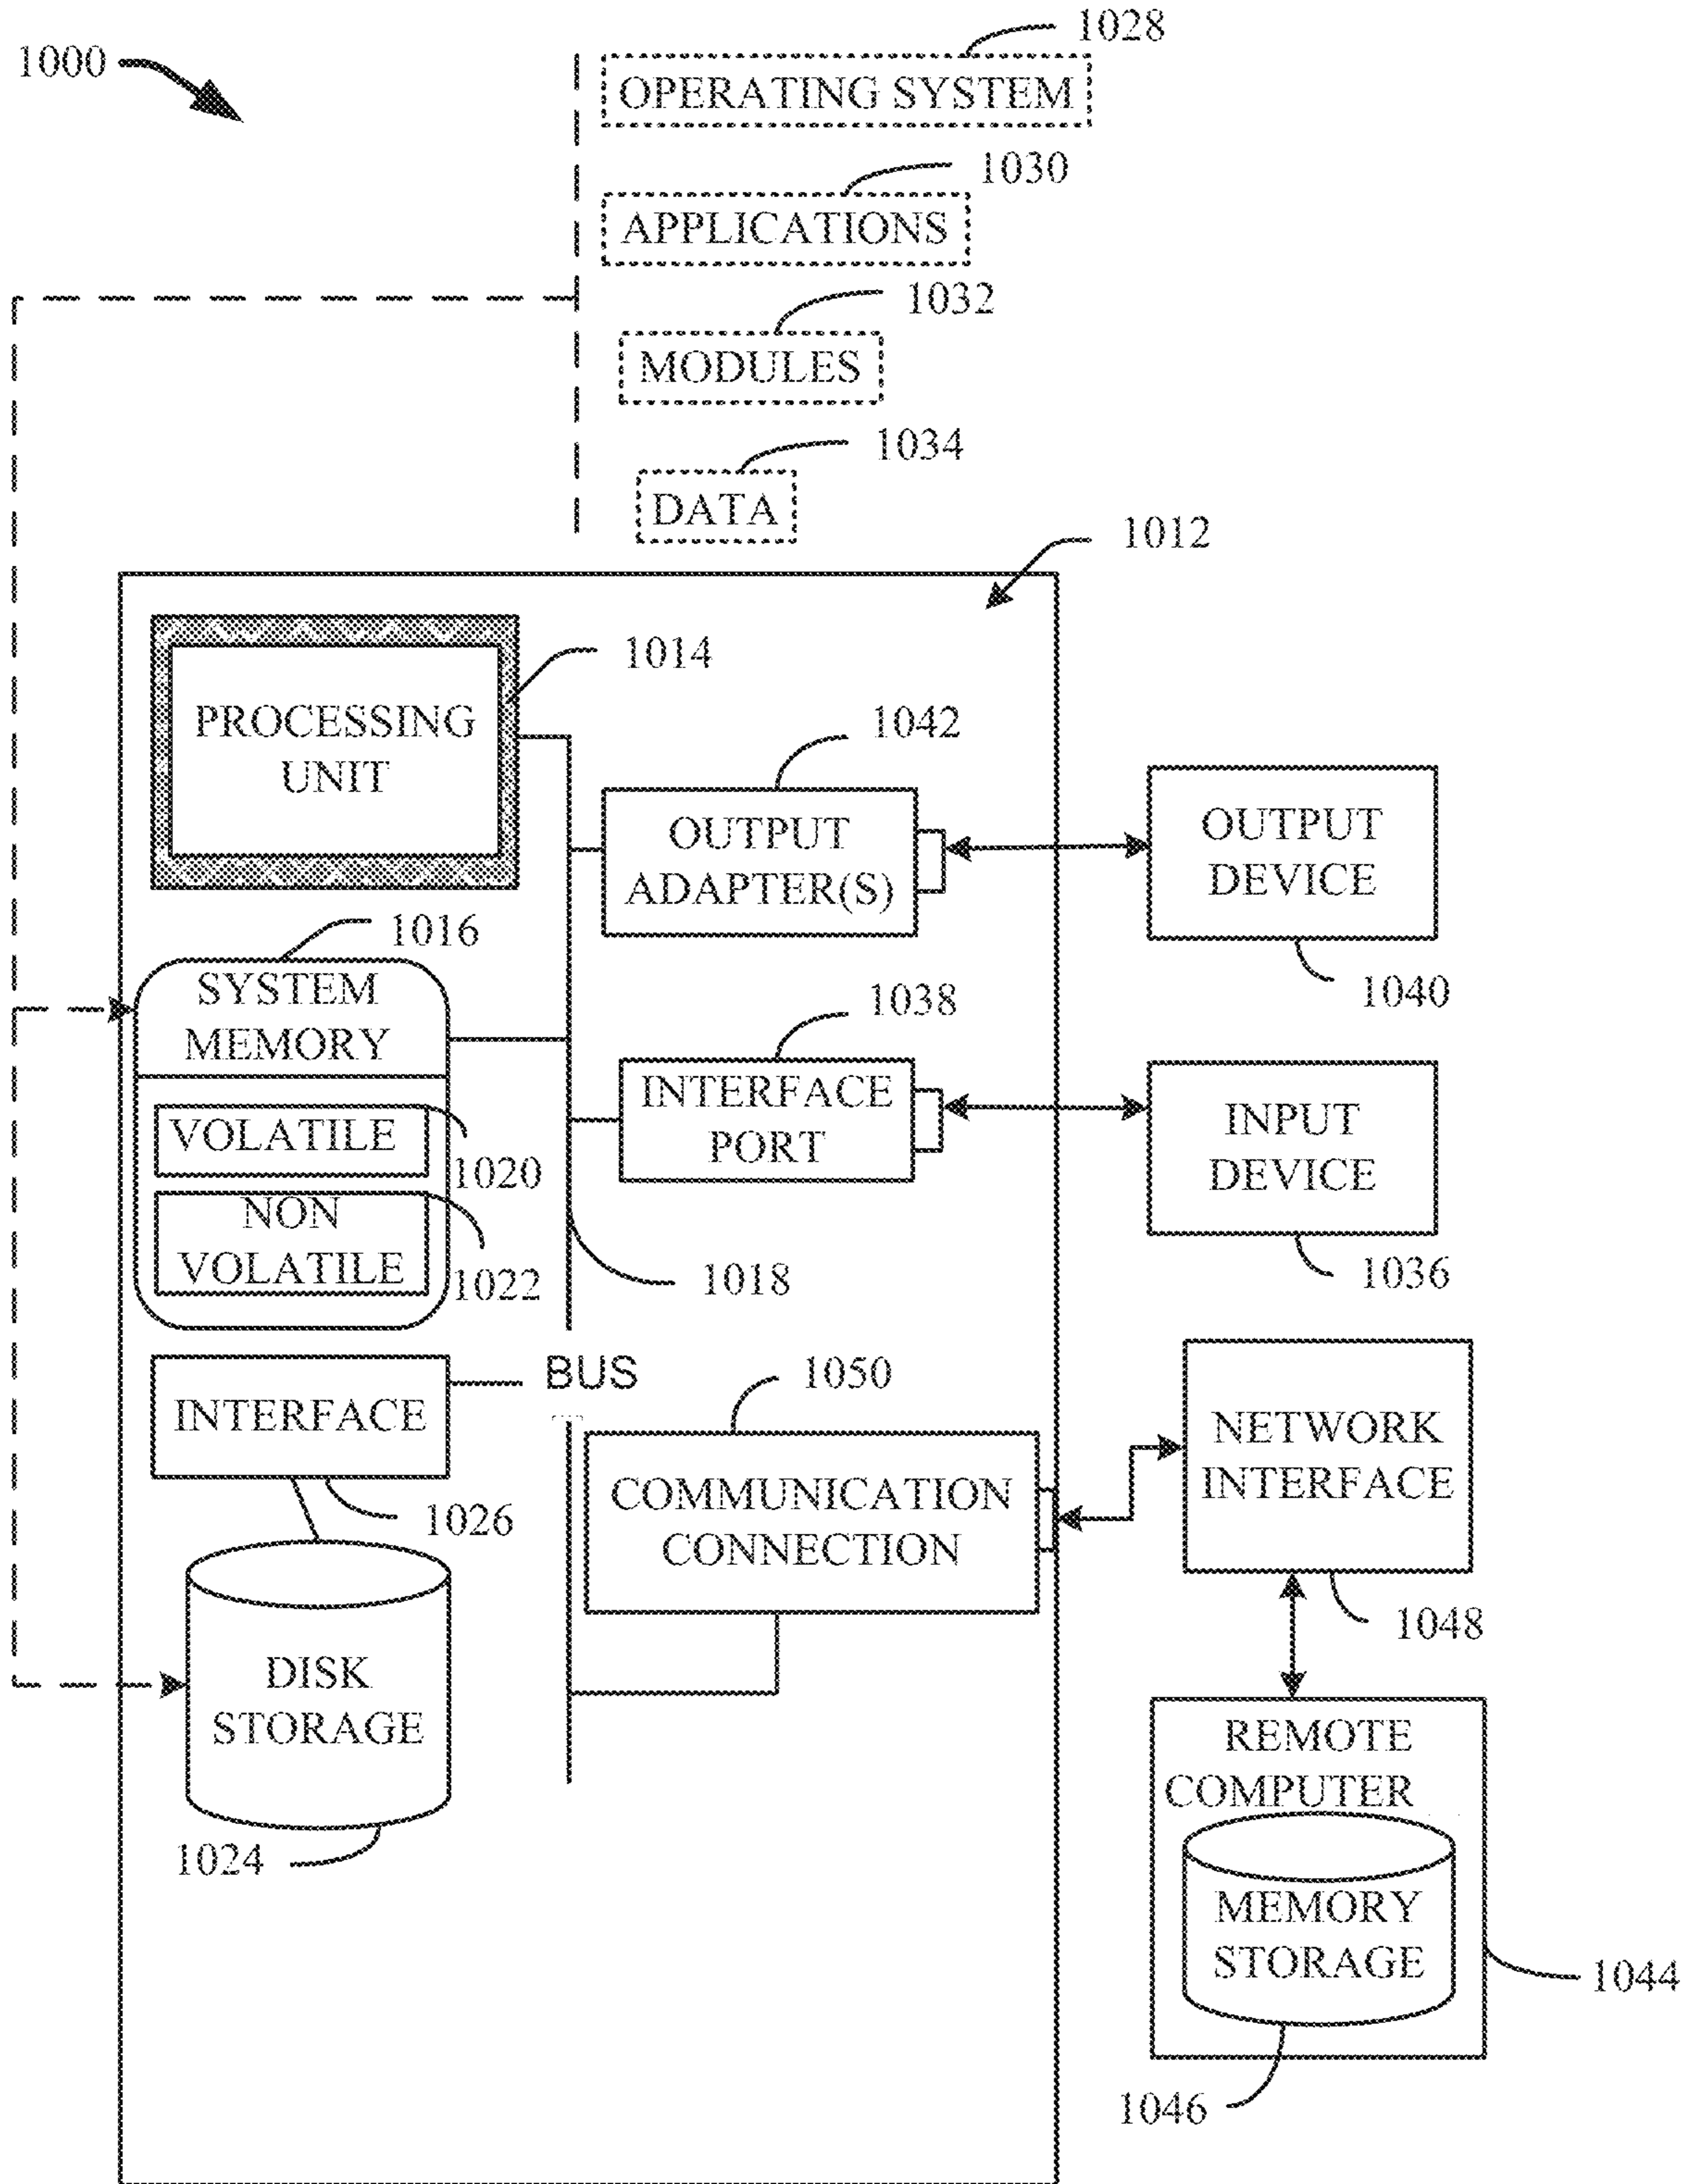 1028
1000
OPERATING SYSTEM
1030
APPLICATIONS
1032
MODULES
1034
DATA
1012
1014
PROCESSING
UNIT
1042
OUTPUT
ADAPTER(S)
OUTPUT
DEVICE
1040
1016
SYSTEM
MEMORY
1038
INTERFACE
PORT
INPUT
DEVICE
1036
VOLATILE
1020
NON
VOLATILE
1022
1018
BUS
INTERFACE
1026
1050
COMMUNICATION
CONNECTION
NETWORK
INTERFACE
1048
DISK
STORAGE
1024
REMOTE
COMPUTER
MEMORY
STORAGE
1044
1046